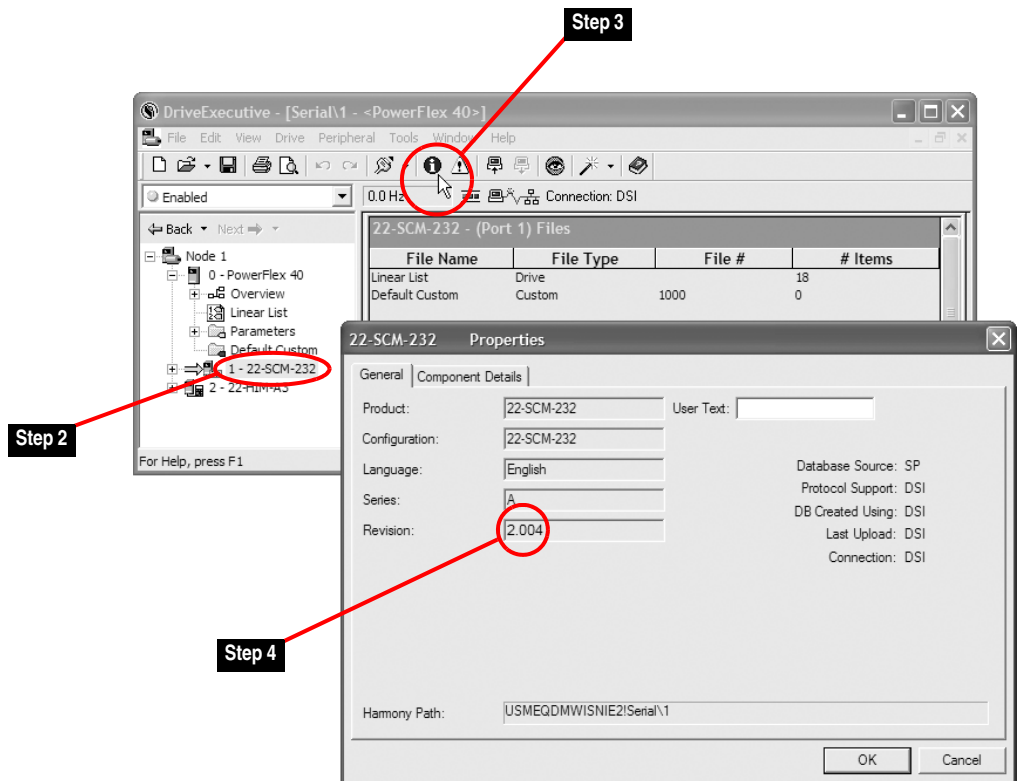 Step 3
DriveExecutive - [Serial\1 - <PowerFlex 40>]
File Edit View Drive Peripheral Tools Window Help
Enabled
0.0 Hz
Connection: DSI
Back Next
22-SCM-232 - (Port 1) Files
File Name File Type File # # Items
Linear List Drive 18
Default Custom Custom 1000 0
Node 1
0 - PowerFlex 40
Overview
Linear List
Parameters
Default Custom
1 - 22-SCM-232
2 - 22-HIM-A3
Step 2
For Help, press F1
22-SCM-232 Properties
General Component Details
Product: 22-SCM-232 User Text:
Configuration: 22-SCM-232
Language: English Database Source: SP
Protocol Support: DSI
Series: A
DB Created Using: DSI
Revision: 2.004 Last Upload: DSI
Connection: DSI
Step 4
Harmony Path: USMEQDMWISNIE2!Serial\1
OK Cancel